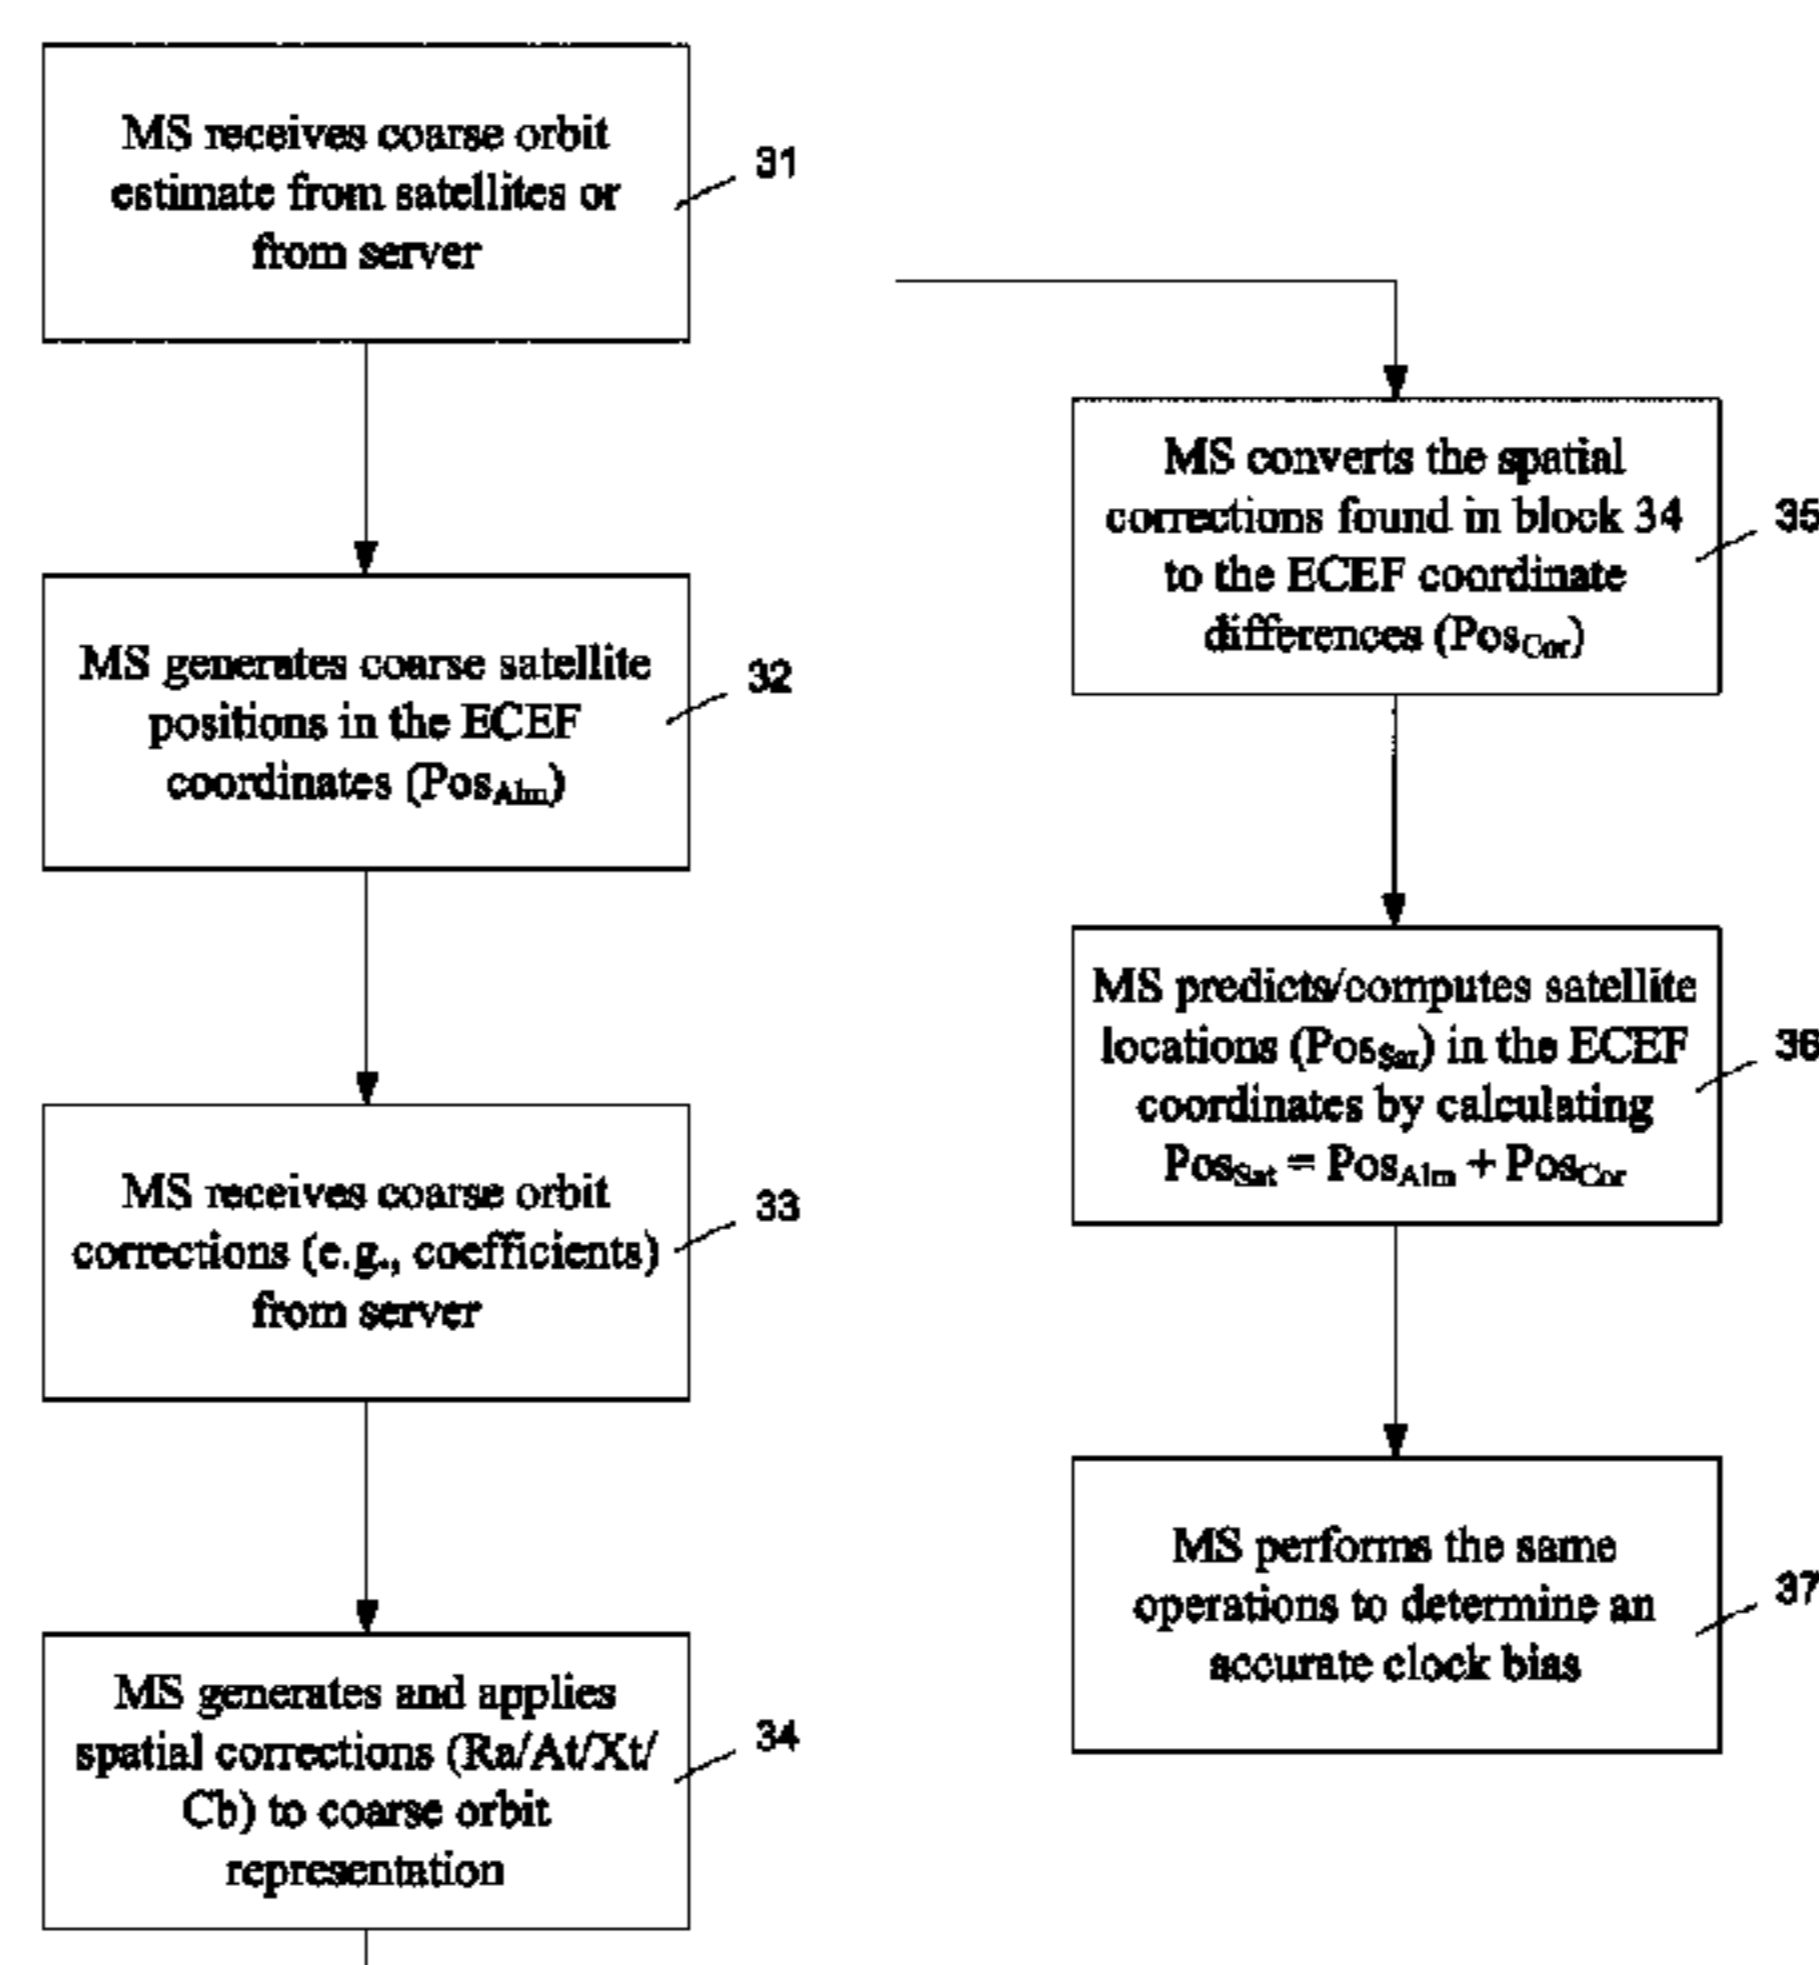 MS receives coarse orbit
estimate from satellites or
from server
31
MS generates coarse satellite
positions in the ECEF
coordinates (PosAlm)
32
MS receives coarse orbit
corrections (e.g., coefficients)
from server
33
MS generates and applies
spatial corrections (Ra/At/Xt/
Cb) to coarse orbit
representation
34
MS converts the spatial
corrections found in block 34
to the ECEF coordinate
differences (PosCor)
35
MS predicts/computes satellite
locations (PosSat) in the ECEF
coordinates by calculating
PosSat = PosAlm + PosCor
36
MS performs the same
operations to determine an
accurate clock bias
37